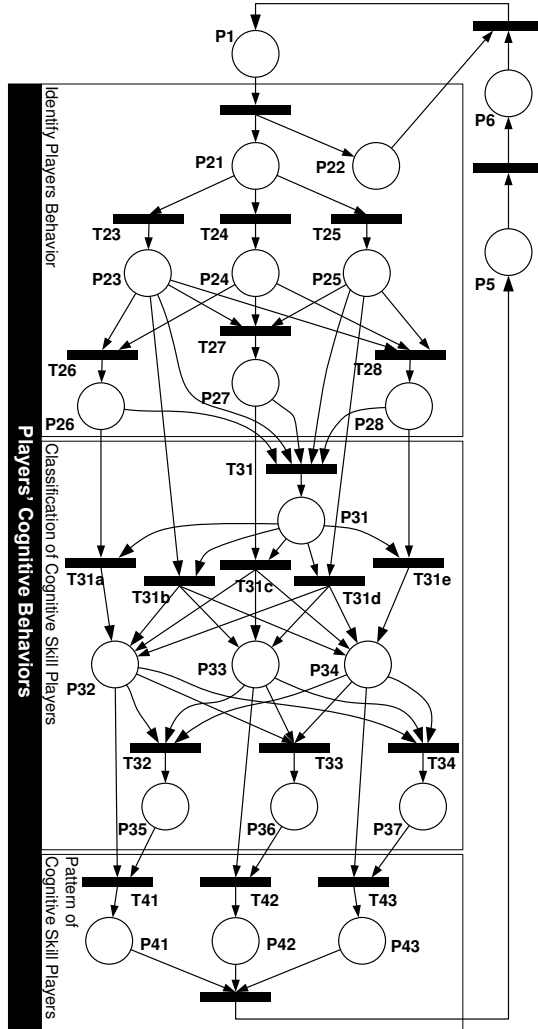 P1
P6
P21
P22
T23
T24
T25
P23
P24
P25
P5
T27
T26
T28
P27
P26
P28
T31
P31
T31a
T31b
T31c
T31d
T31e
P32
P33
P34
T32
T33
T34
P35
P36
P37
T41
T42
T43
P41
P42
P43
Identify Players Behavior
Classification of
Cognitive Skill Players
Pattern of
Cognitive Skill Players
Players' Cognitive Behaviors